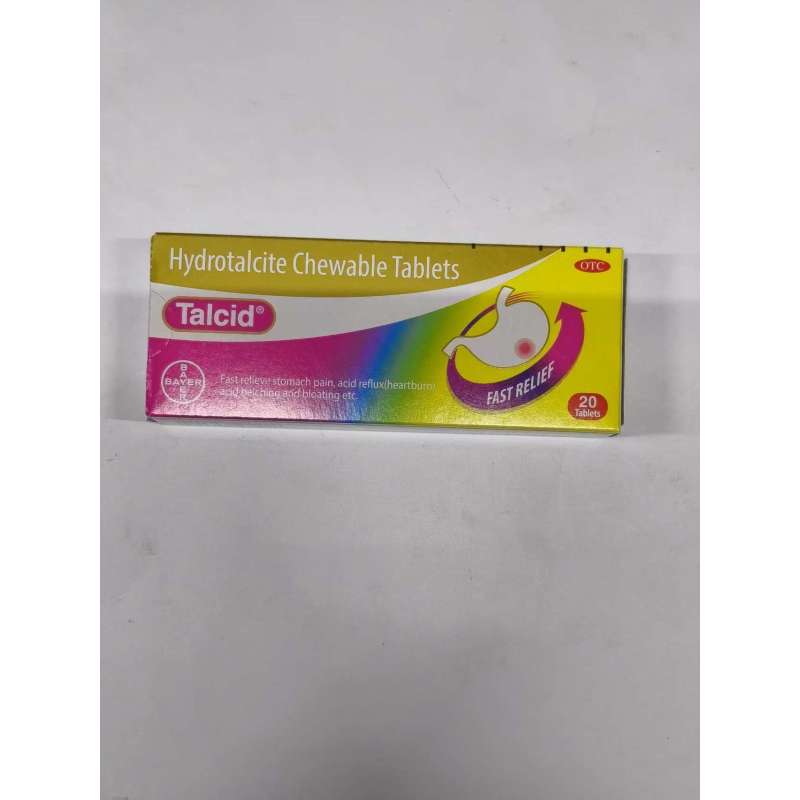 Hydrotalcite Chewable Tablets
OTC
Talcid®
BAYER
BAYER
Fast relieve stomach pain, acid reflux(heartburn)
acid belching and bloating etc.
FAST RELIEF
20
Tablets